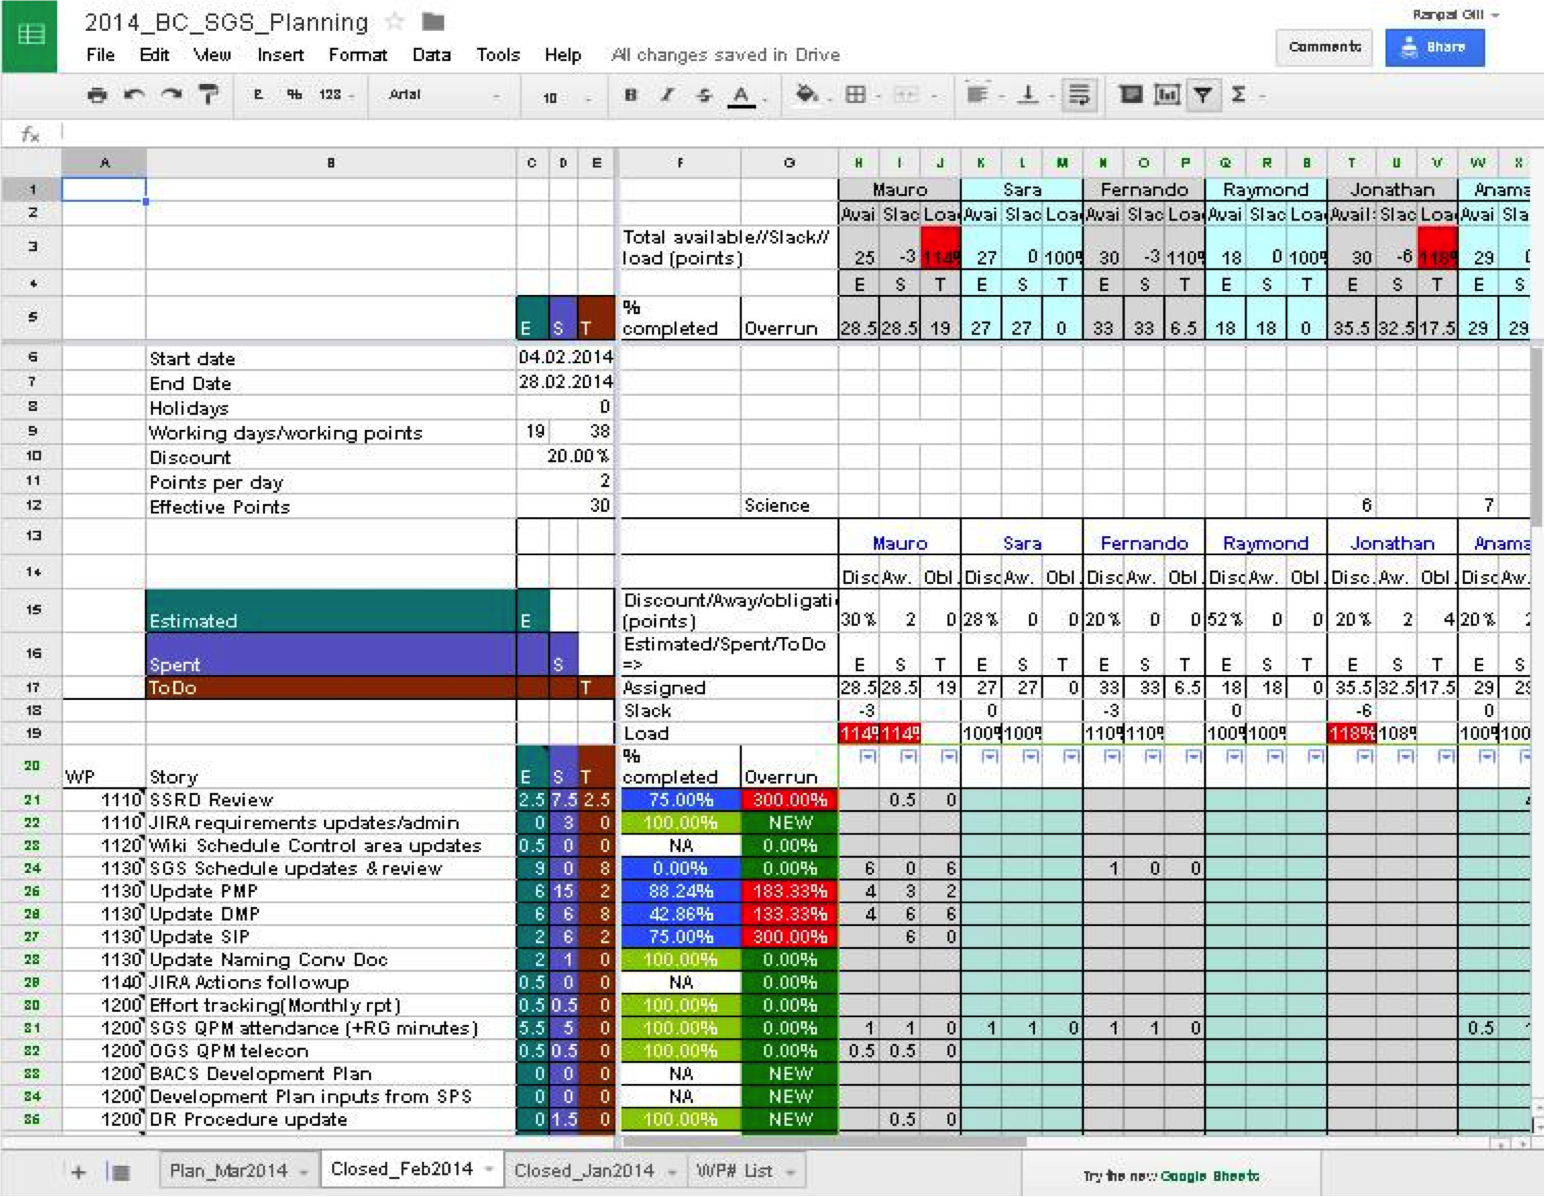 2014_BC_SGS_Planning
Rangal Gill
File Edit View Insert Format Data Tools Help All changes saved in Drive
Comments Share
£ % 123 Arial 10 B I S A Σ
fx
A B C D E F G H I J K L M N O P Q R S T U V W X
1 Mauro Sara Fernando Raymond Jonathan Anama
2 Avai Slac Loa Avai Slac Loa Avai Slac Loa Avai Slac Loa Avail: Slac Loa Avai Sla
3 Total available//Slack// load (points) 25 -3 114% 27 0 100% 30 -3 110% 18 0 100% 30 -6 118% 29
4 E S T E S T E S T E S T E S T E S
5 E S T % completed Overrun 28.5 28.5 19 27 27 0 33 33 6.5 18 18 0 35.5 32.5 17.5 29 29
6 Start date 04.02.2014
7 End Date 28.02.2014
8 Holidays 0
9 Working days/working points 19 38
10 Discount 20.00%
11 Points per day 2
12 Effective Points 30 Science 6 7
13 Mauro Sara Fernando Raymond Jonathan Anama
14 Disc Aw. Obl. Disc Aw. Obl. Disc Aw. Obl. Disc Aw. Obl. Disc. Aw. Obl. Disc Aw.
15 Estimated E Discount/Away/obligati (points) 30% 2 0 28% 0 0 20% 0 0 52% 0 0 20% 2 4 20%
16 Spent S Estimated/Spent/ToDo => E S T E S T E S T E S T E S T E S
17 ToDo T Assigned 28.5 28.5 19 27 27 0 33 33 6.5 18 18 0 35.5 32.5 17.5 29 29
18 Slack -3 0 -3 0 -6 0
19 Load 114% 114% 100% 100% 110% 110% 100% 100% 118% 108% 100% 100
20 WP Story E S T % completed Overrun
21 1110 SSRD Review 2.5 7.5 2.5 75.00% 300.00% 0.5 0
22 1110 JIRA requirements updates/admin 0 3 0 100.00% NEW
23 1120 Wiki Schedule Control area updates 0.5 0 0 NA 0.00%
24 1130 SGS Schedule updates & review 9 0 8 0.00% 0.00% 6 0 6 1 0 0
25 1130 Update PMP 6 15 2 88.24% 183.33% 4 3 2
26 1130 Update DMP 6 6 8 42.86% 133.33% 4 6 6
27 1130 Update SIP 2 6 2 75.00% 300.00% 6 0
28 1130 Update Naming Conv Doc 2 1 0 100.00% 0.00%
29 1140 JIRA Actions followup 0.5 0 0 NA 0.00%
30 1200 Effort tracking(Monthly rpt) 0.5 0.5 0 100.00% 0.00%
31 1200 SGS QPM attendance (+RG minutes) 5.5 5 0 100.00% 0.00% 1 1 0 1 1 0 1 1 0 0.5
32 1200 OGS QPM telecon 0.5 0.5 0 100.00% 0.00% 0.5 0.5 0
33 1200 BACS Development Plan 0 0 0 NA NEW
34 1200 Development Plan inputs from SPS 0 0 0 NA NEW
35 1200 DR Procedure update 0 1.5 0 100.00% NEW 0.5 0
+ Plan_Mar2014 Closed_Feb2014 Closed_Jan2014 WP# List Try the new Google Sheets